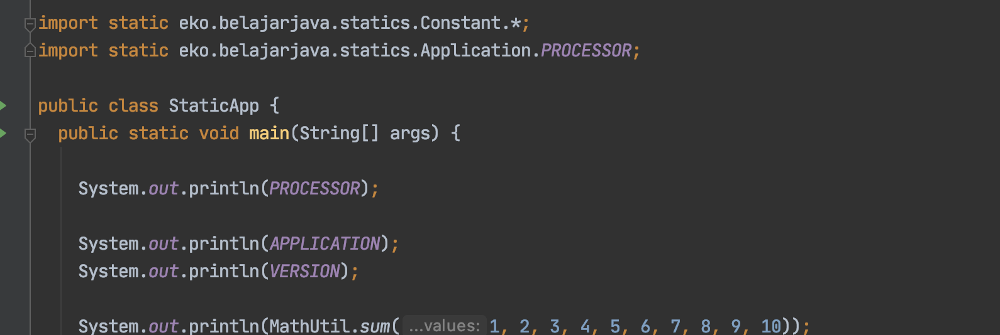 import static eko.belajarjava.statics.Constant.*;
import static eko.belajarjava.statics.Application.PROCESSOR;
public class StaticApp {
public static void main(String[] args) {
System.out.println(PROCESSOR);
System.out.println(APPLICATION);
System.out.println(VERSION);
System.out.println(MathUtil.sum( ...values: 1, 2, 3, 4, 5, 6, 7, 8, 9, 10));